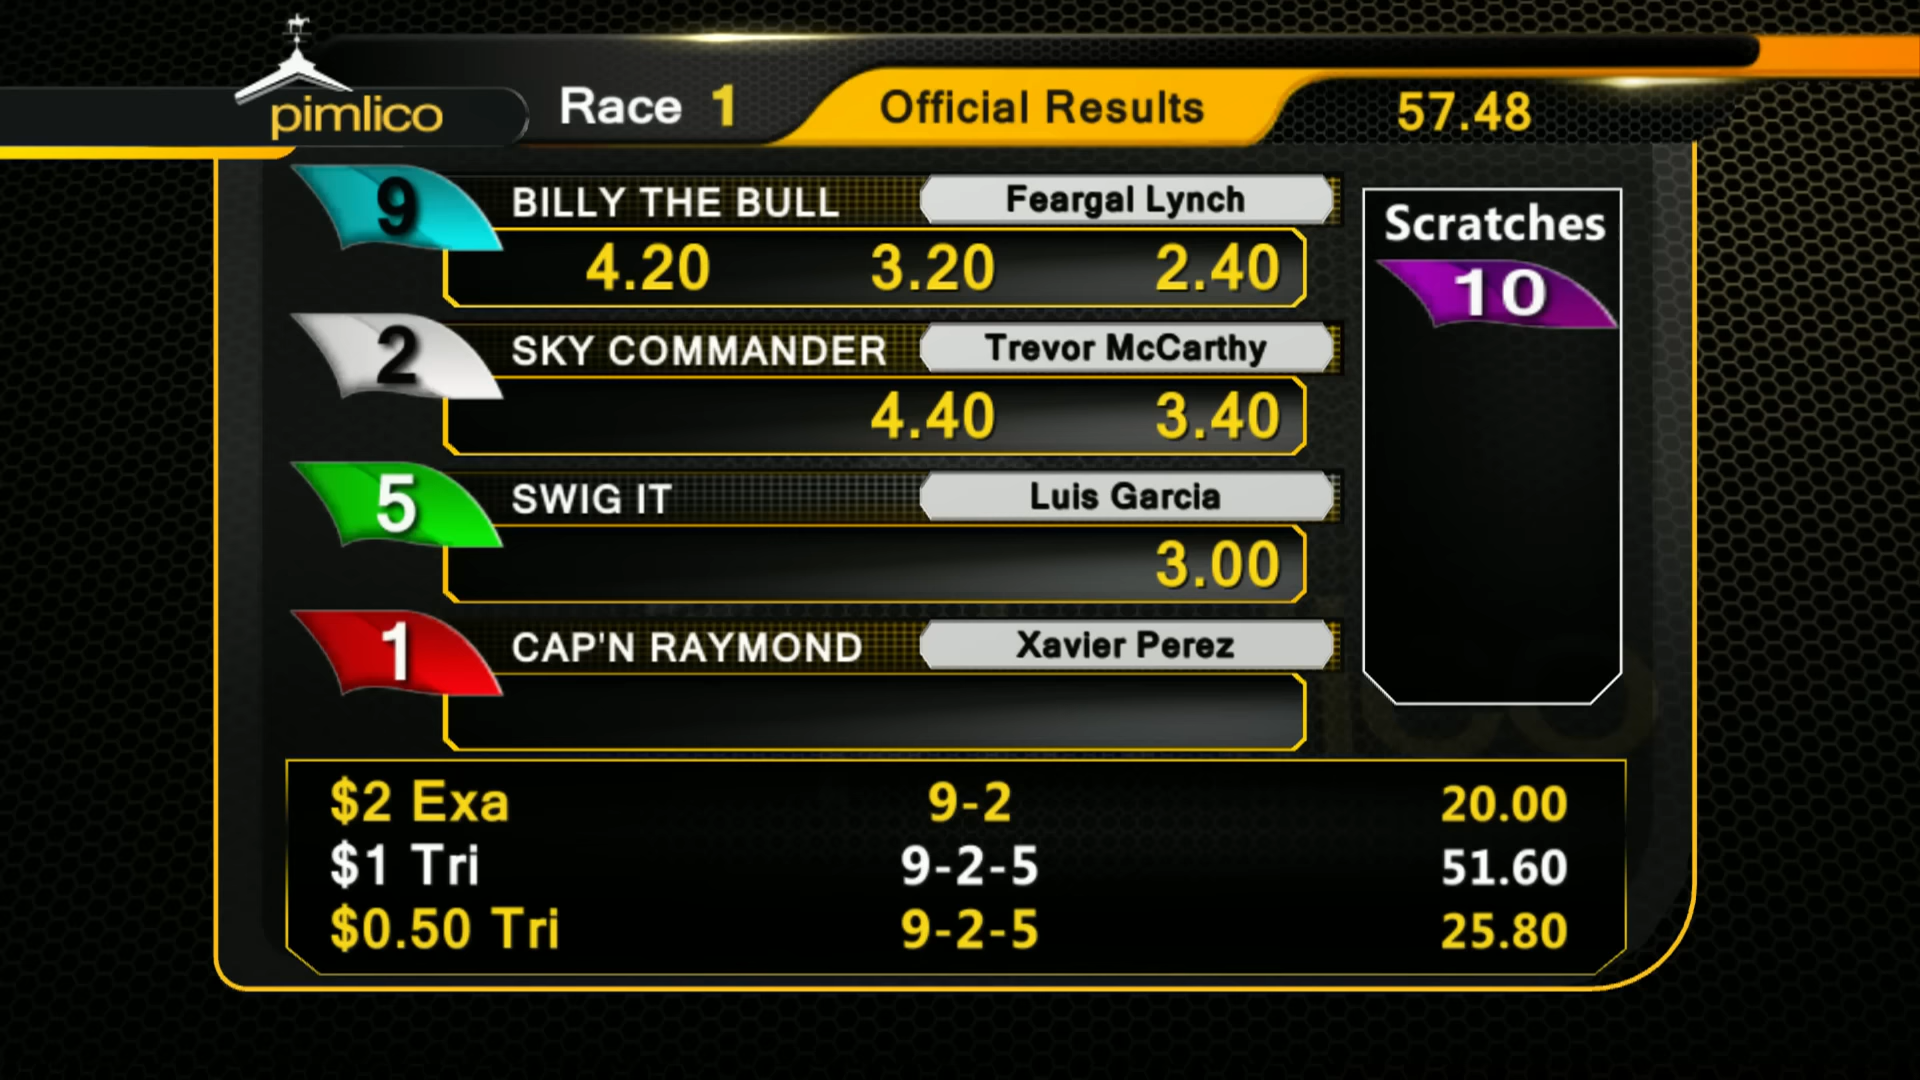 pimlico
Race 1
Official Results
57.48
9 BILLY THE BULL Feargal Lynch
4.20 3.20 2.40
2 SKY COMMANDER Trevor McCarthy
4.40 3.40
5 SWIG IT Luis Garcia
3.00
1 CAP'N RAYMOND Xavier Perez
Scratches
10
$2 Exa 9-2 20.00
$1 Tri 9-2-5 51.60
$0.50 Tri 9-2-5 25.80